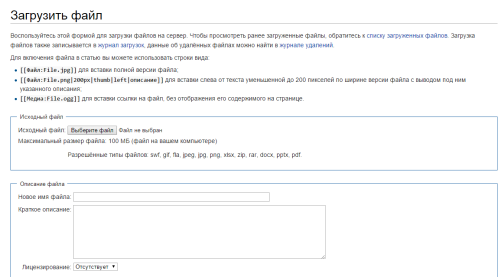 Загрузить файл
Воспользуйтесь этой формой для загрузки файлов на сервер. Чтобы просмотреть ранее загруженные файлы, обратитесь к списку загруженных файлов. Загрузка
файлов также записывается в журнал загрузок, данные об удалённых файлах можно найти в журнале удалений.
Для включения файла в статью вы можете использовать строки вида:
[[Файл:File.jpg]] для вставки полной версии файла;
[[Файл:File.png|200px|thumb|left|описание]] для вставки слева от текста уменьшенной до 200 пикселей по ширине версии файла с выводом под ним
указанного описания;
[[Медиа:File.ogg]] для вставки ссылки на файл, без отображения его содержимого на странице.
Исходный файл
Исходный файл: Выберите файл Файл не выбран
Максимальный размер файла: 100 МБ (файл на вашем компьютере)
Разрешённые типы файлов: swf, gif, fla, jpeg, jpg, png, xlsx, zip, rar, docx, pptx, pdf.
Описание файла
Новое имя файла:
Краткое описание:
Лицензирование: Отсутствует